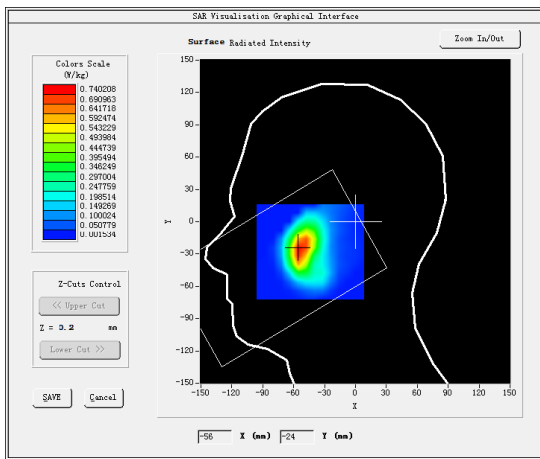 SAR Visualisation Graphical Interface
Surface Radiated Intensity
Zoom In/Out
Colors Scale
(W/kg)
0.740208
0.690963
0.641718
0.592474
0.543229
0.493984
0.444739
0.395494
0.346249
0.297004
0.247759
0.198514
0.149269
0.100024
0.050779
0.001534
Z-Cuts Control
<< Upper Cut
Z = 0.2 mm
Lower Cut >>
SAVE Cancel
150
120
90
60
30
0
-30
-60
-90
-120
-150
Y
-150 -120 -90 -60 -30 0 30 60 90 120 150
X
-56 X (mm) -24 Y (mm)